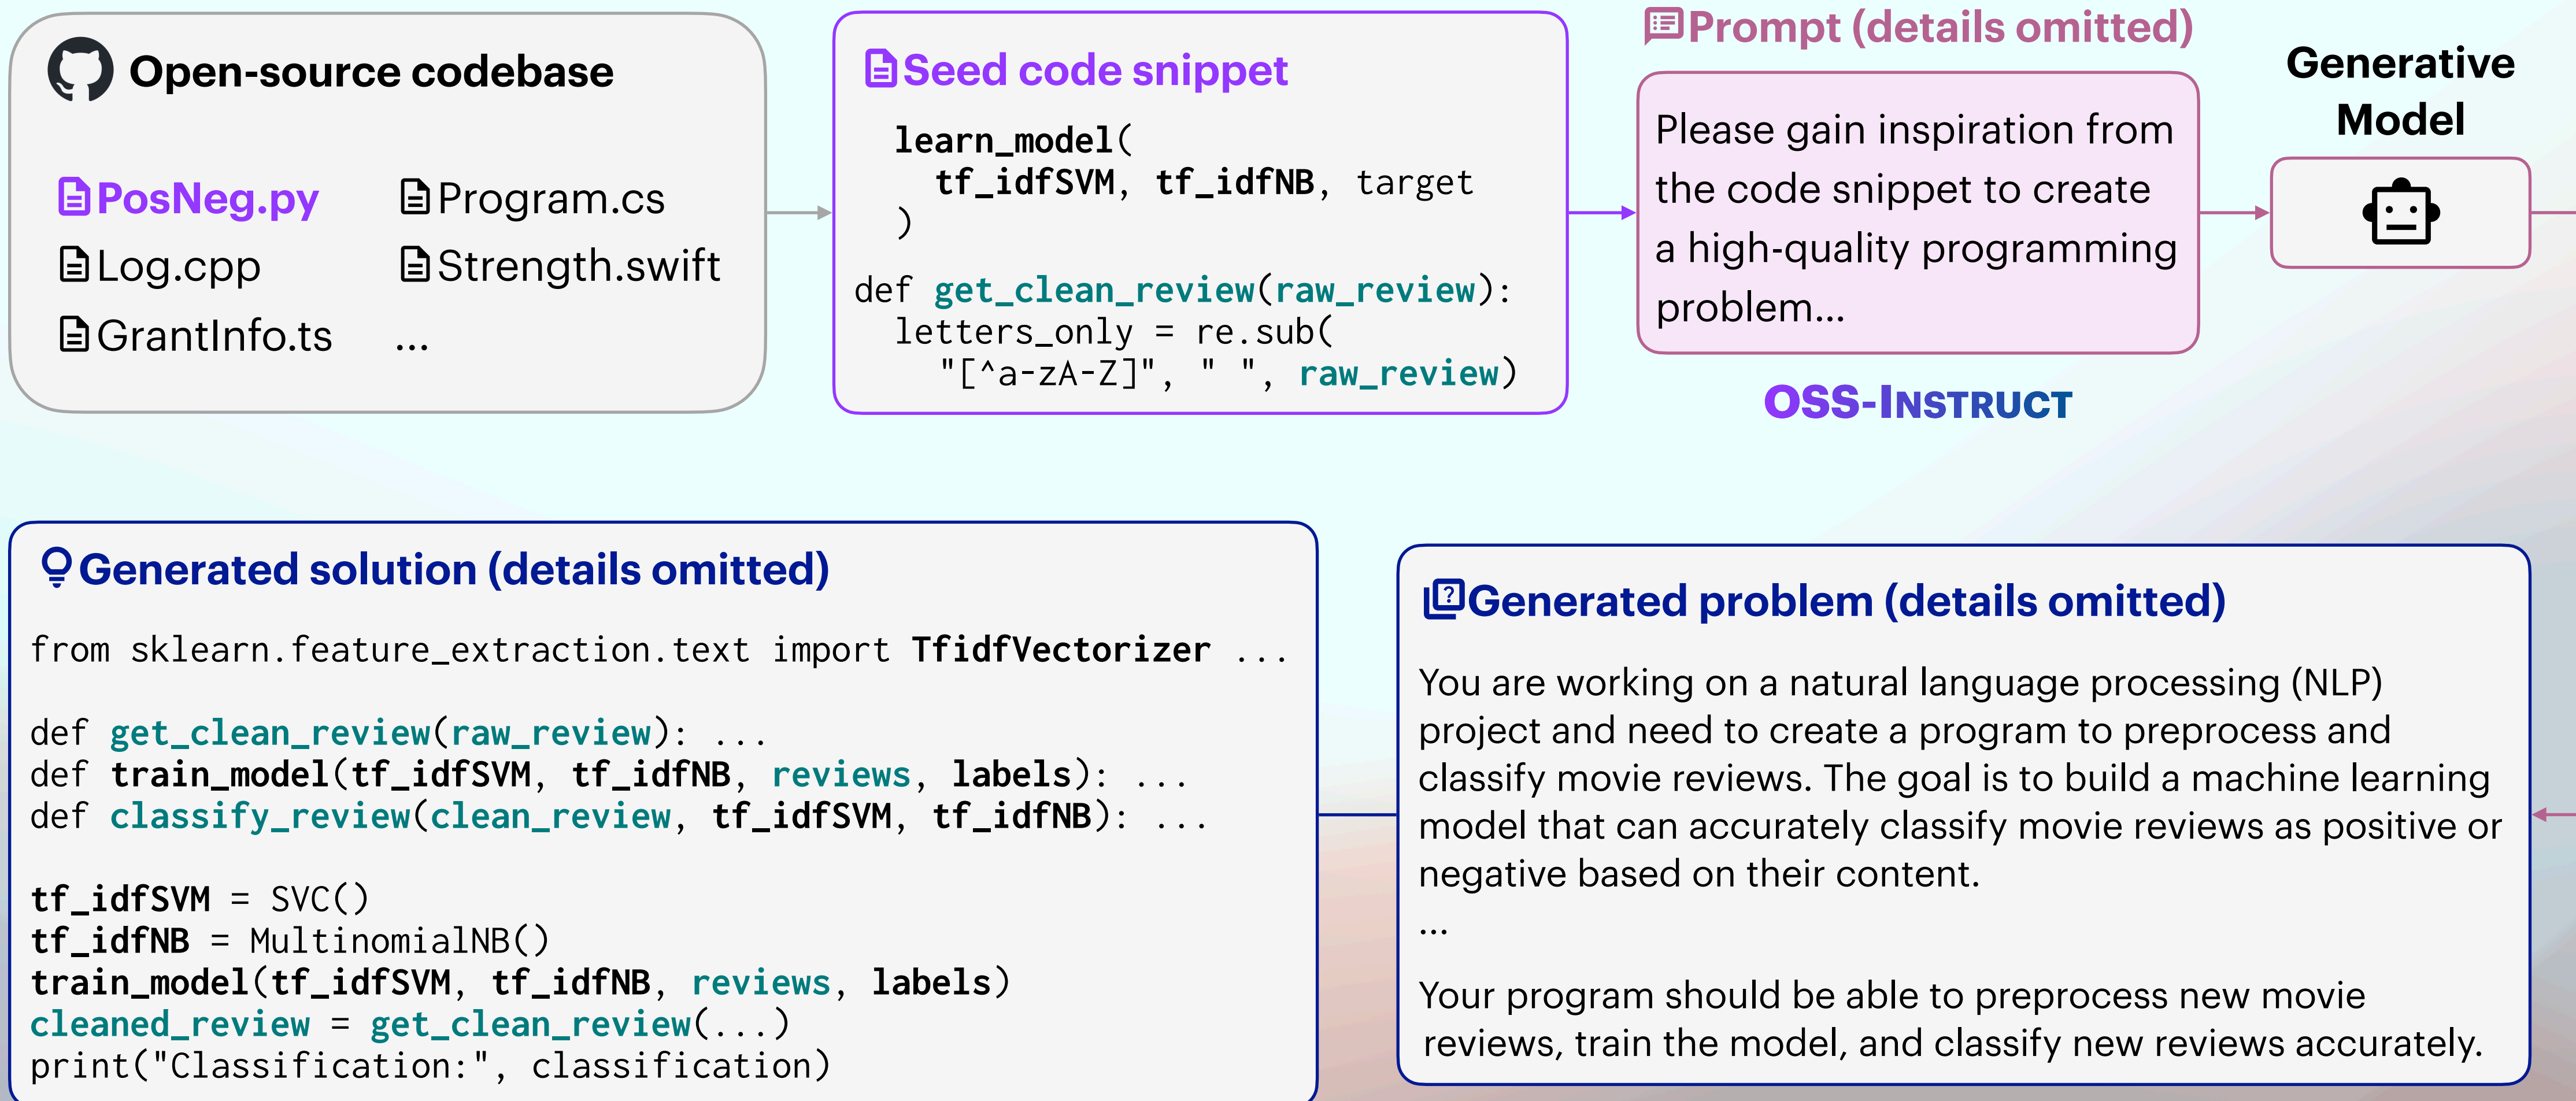 Open-source codebase
PosNeg.py
Program.cs
Log.cpp
Strength.swift
GrantInfo.ts
...
Seed code snippet
learn_model(
tf_idfSVM, tf_idfNB, target
)
def get_clean_review(raw_review):
letters_only = re.sub(
"[^a-zA-Z]", " ", raw_review)
Prompt (details omitted)
Please gain inspiration from
the code snippet to create
a high-quality programming
problem...
OSS-INSTRUCT
Generative
Model
Generated problem (details omitted)
You are working on a natural language processing (NLP)
project and need to create a program to preprocess and
classify movie reviews. The goal is to build a machine learning
model that can accurately classify movie reviews as positive or
negative based on their content.
...
Your program should be able to preprocess new movie
reviews, train the model, and classify new reviews accurately.
Generated solution (details omitted)
from sklearn.feature_extraction.text import TfidfVectorizer ...
def get_clean_review(raw_review): ...
def train_model(tf_idfSVM, tf_idfNB, reviews, labels): ...
def classify_review(clean_review, tf_idfSVM, tf_idfNB): ...
tf_idfSVM = SVC()
tf_idfNB = MultinomialNB()
train_model(tf_idfSVM, tf_idfNB, reviews, labels)
cleaned_review = get_clean_review(...)
print("Classification:", classification)